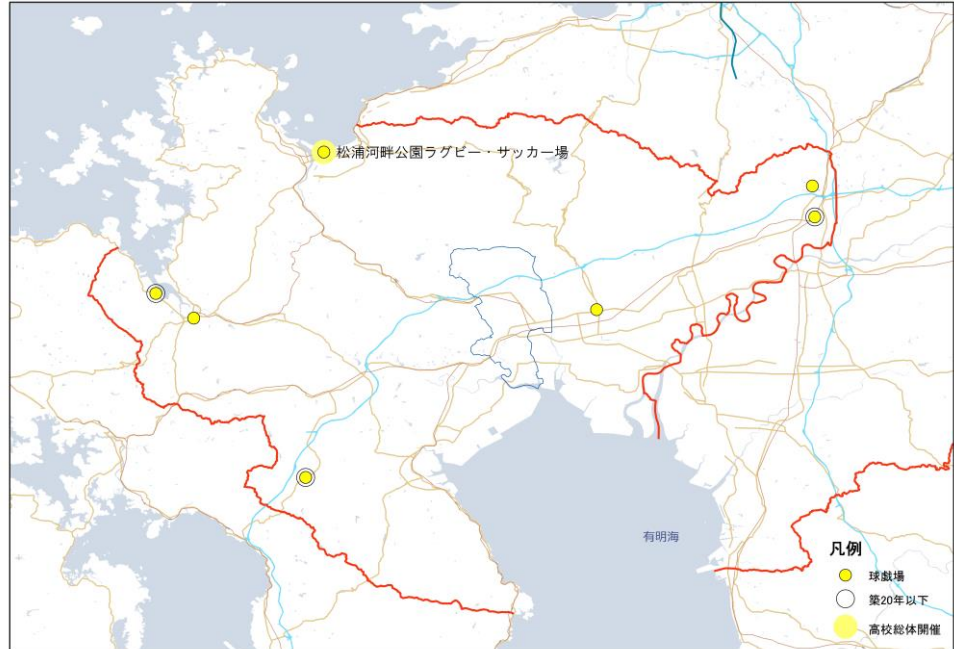 松浦河畔公園ラグビー・サッカー場
有明海
凡例
球戯場
築20年以下
高校総体開催